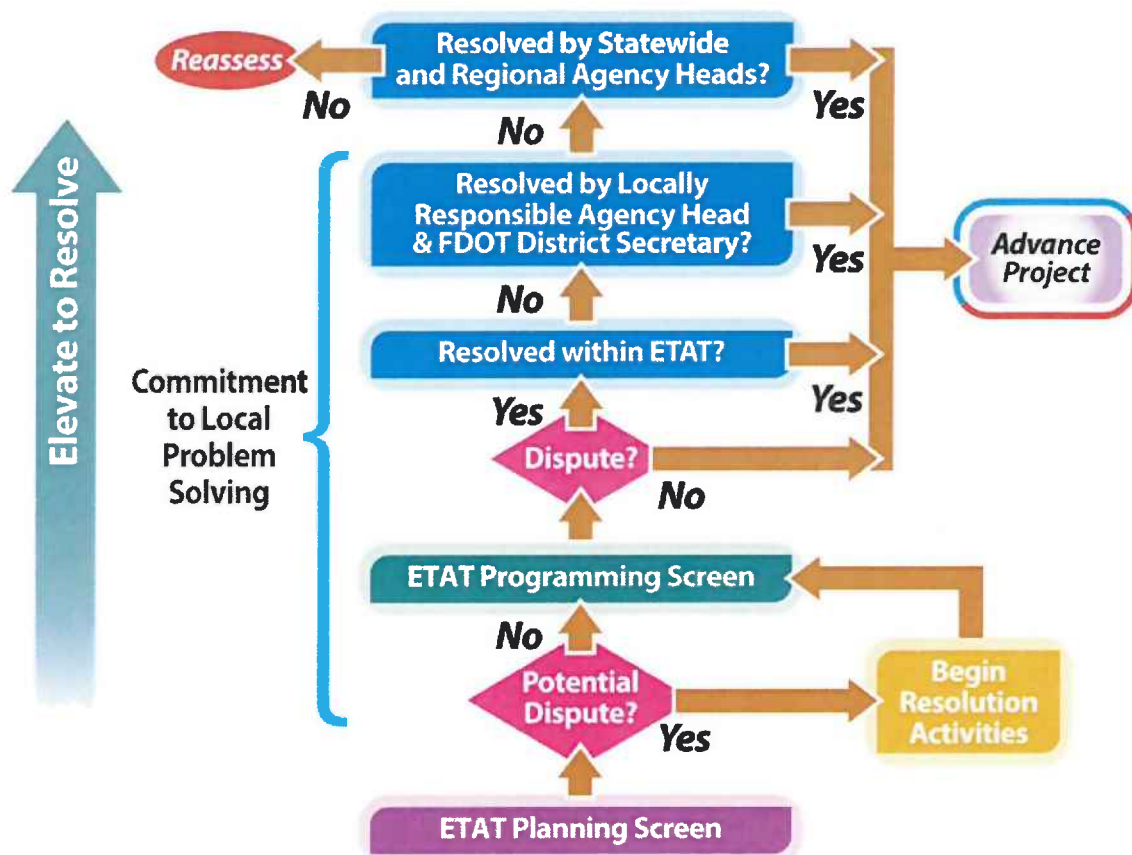 Reassess
Resolved by Statewide
and Regional Agency Heads?
No
Yes
No
Elevate to Resolve
Resolved by Locally
Responsible Agency Head
& FDOT District Secretary?
Yes
Advance
Project
No
Resolved within ETAT?
Commitment
to Local
Problem
Solving
Yes
Yes
Dispute?
No
ETAT Programming Screen
No
Potential
Dispute?
Yes
Begin
Resolution
Activities
ETAT Planning Screen